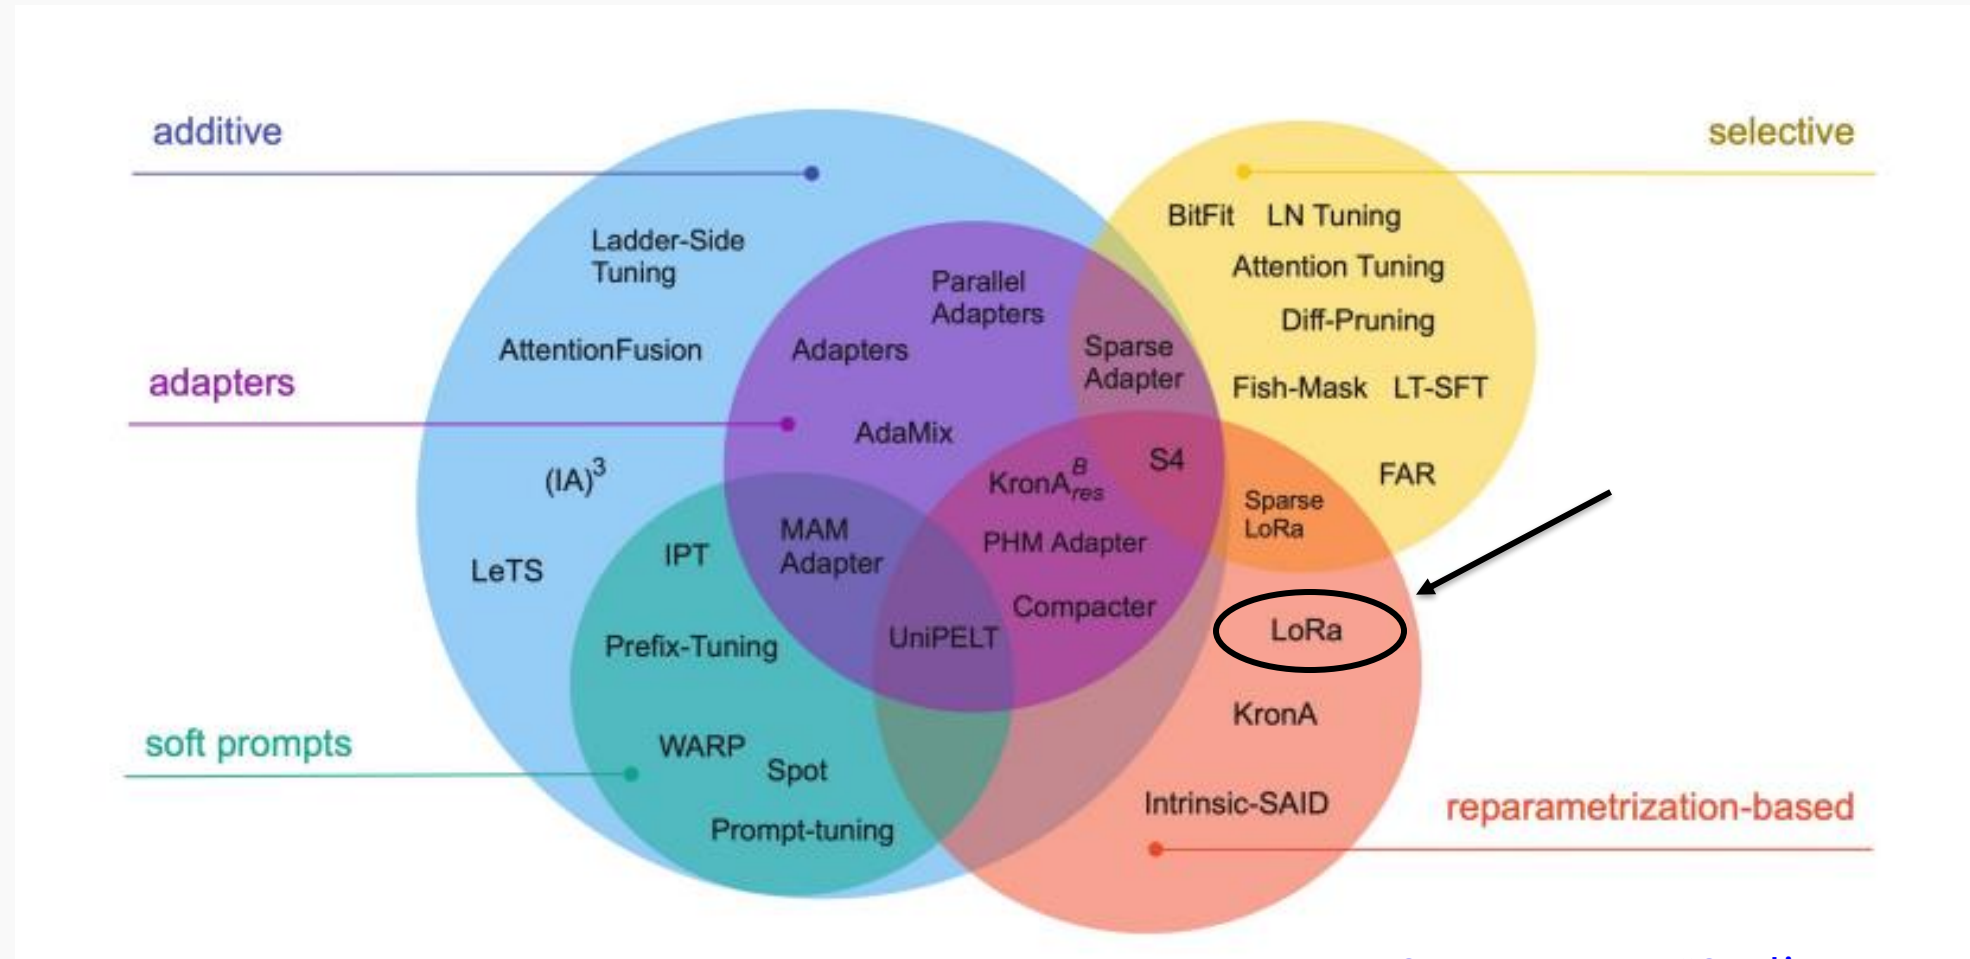 additive
selective
BitFit LN Tuning
Ladder-Side
Tuning
Attention Tuning
Parallel
Adapters
Diff-Pruning
AttentionFusion
Adapters
Sparse
Adapter
adapters
Fish-Mask LT-SFT
AdaMix
S4
FAR
(IA)³
KronA^B_res
Sparse
LoRa
MAM
Adapter
PHM Adapter
IPT
LeTS
Compacter
LoRa
UniPELT
Prefix-Tuning
KronA
soft prompts
WARP
Spot
Intrinsic-SAID
reparametrization-based
Prompt-tuning